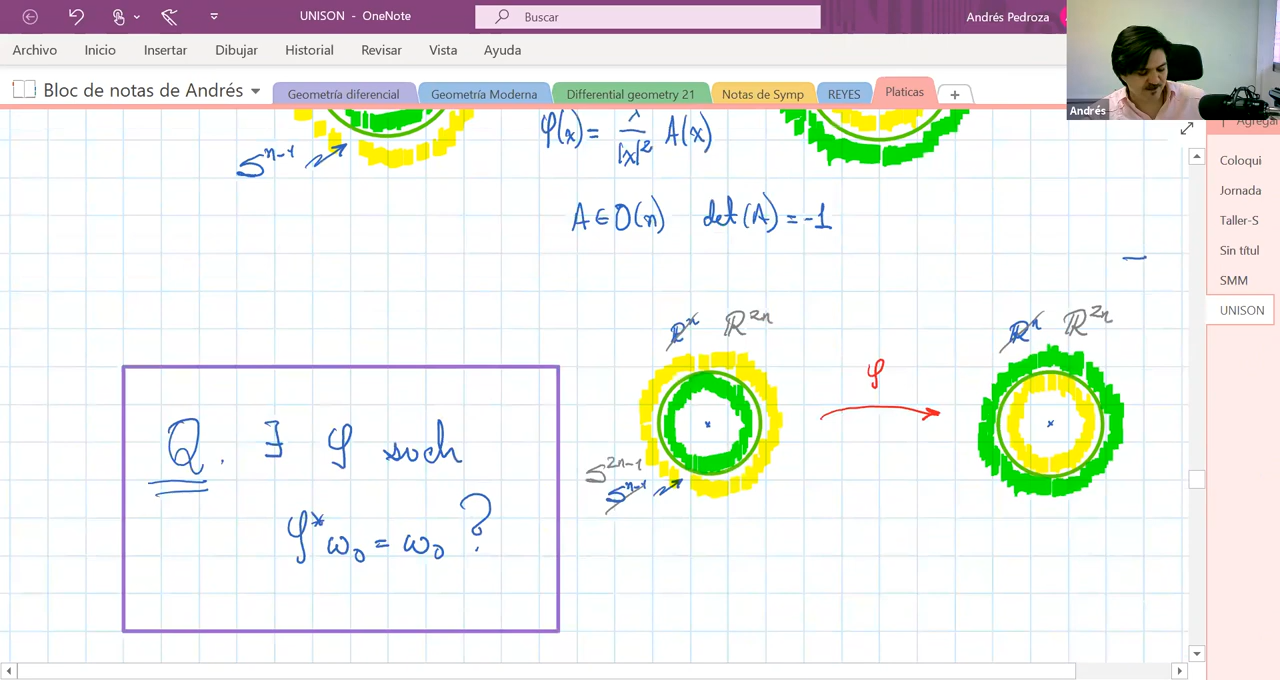 UNISON - OneNote
Buscar
Andrés Pedroza
Archivo Inicio Insertar Dibujar Historial Revisar Vista Ayuda
Bloc de notas de Andrés
Geometría diferencial
Geometría Moderna
Differential geometry 21
Notas de Symp
REYES
Platicas
Andrés
Agregar
Coloqui
Jornada
Taller-S
Sin títul
SMM
UNISON
S^{n-1}
φ(x) = λ/|x|² A(x)
A ∈ O(n) det(A) = -1
ℝ^n ℝ^{2n}
φ
ℝ^n ℝ^{2n}
S^{2n-1}
S^{n-1}
Q. ∃ φ such
φ* ω₀ = ω₀ ?